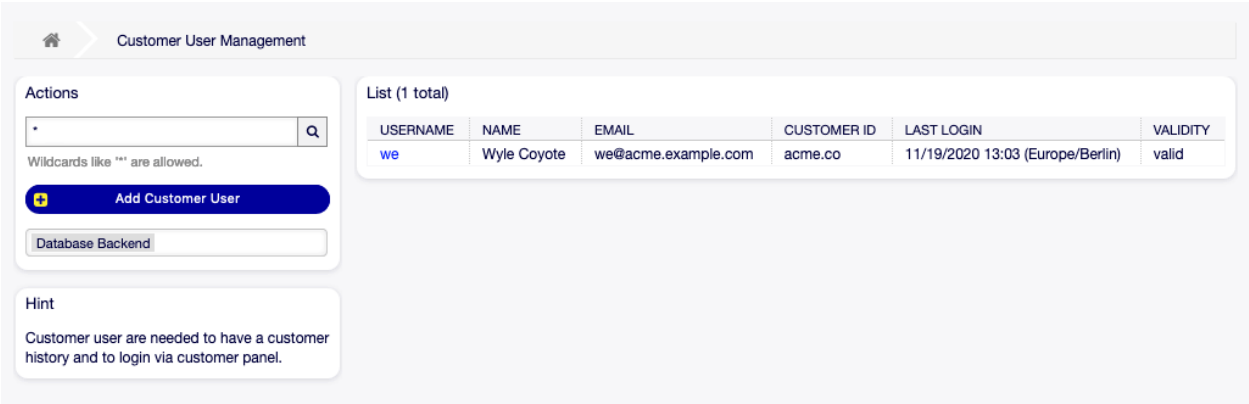 Customer User Management
Actions
*
Wildcards like "*" are allowed.
Add Customer User
Database Backend
Hint
Customer user are needed to have a customer
history and to login via customer panel.
List (1 total)
USERNAME NAME EMAIL CUSTOMER ID LAST LOGIN VALIDITY
we Wyle Coyote we@acme.example.com acme.co 11/19/2020 13:03 (Europe/Berlin) valid